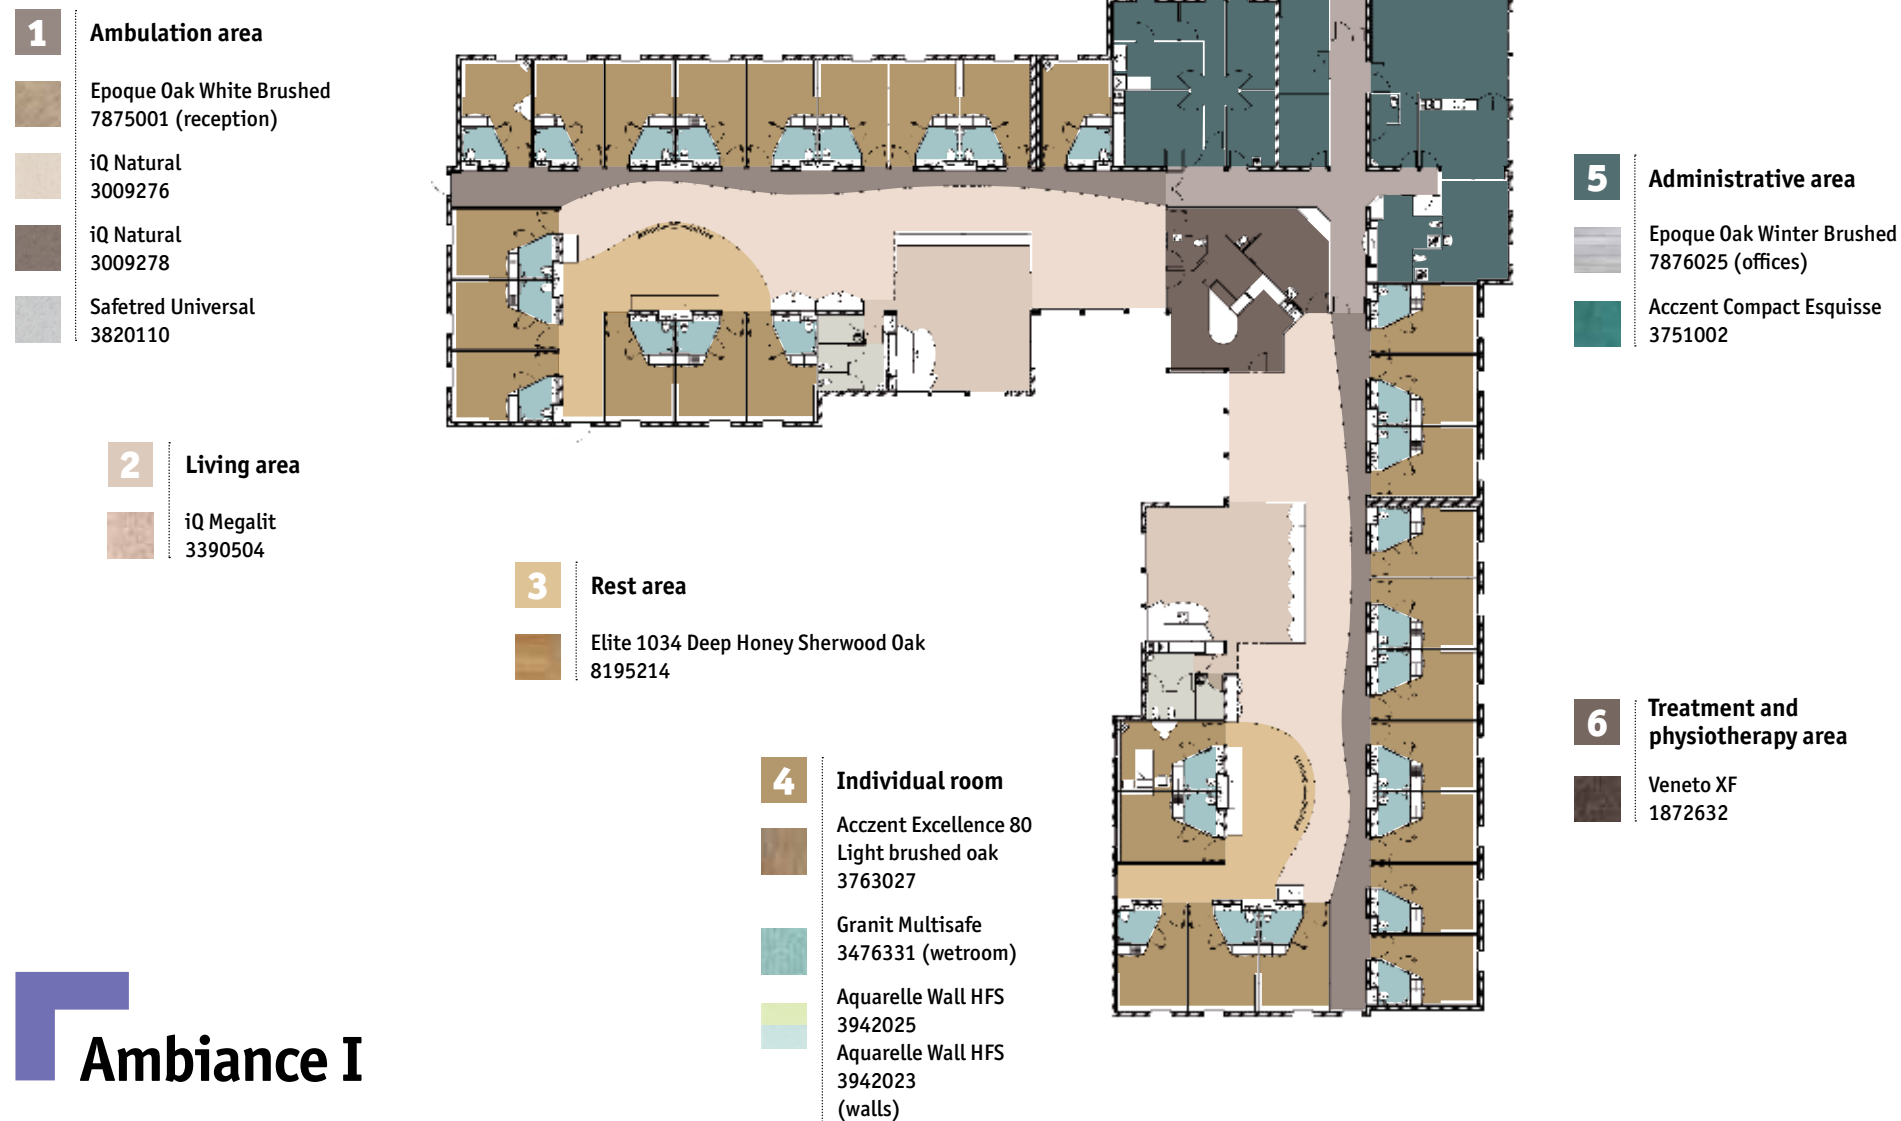 1
Ambulation area
Epoque Oak White Brushed
7875001 (reception)
iQ Natural
3009276
iQ Natural
3009278
Safetred Universal
3820110
2
Living area
iQ Megalit
3390504
3
Rest area
Elite 1034 Deep Honey Sherwood Oak
8195214
4
Individual room
Acczent Excellence 80
Light brushed oak
3763027
Granit Multisafe
3476331 (wetroom)
Aquarelle Wall HFS
3942025
Aquarelle Wall HFS
3942023
(walls)
5
Administrative area
Epoque Oak Winter Brushed
7876025 (offices)
Acczent Compact Esquisse
3751002
6
Treatment and
physiotherapy area
Veneto XF
1872632
Ambiance I